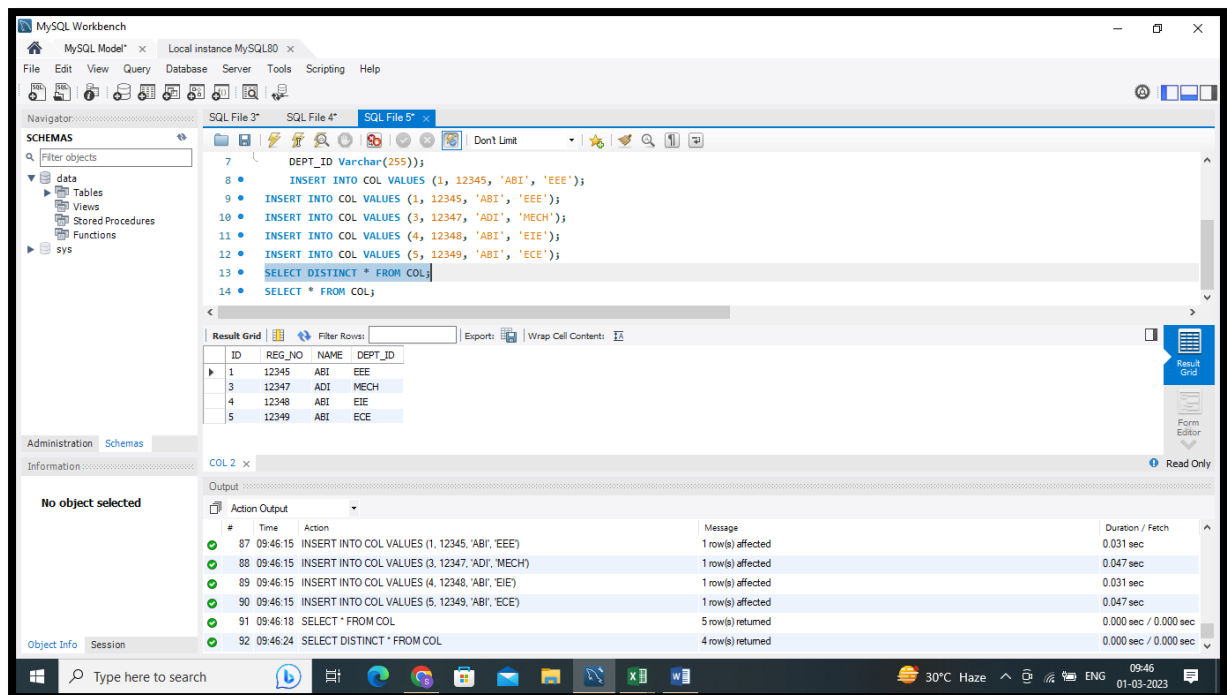 MySQL Workbench
MySQL Model* × Local instance MySQL80 ×
File Edit View Query Database Server Tools Scripting Help
Navigator
SQL File 3* SQL File 4* SQL File 5* ×
SCHEMAS
Don't Limit
Filter objects
data
Tables
Views
Stored Procedures
Functions
sys
7 DEPT_ID Varchar(255));
8 INSERT INTO COL VALUES (1, 12345, 'ABI', 'EEE');
9 INSERT INTO COL VALUES (1, 12345, 'ABI', 'EEE');
10 INSERT INTO COL VALUES (3, 12347, 'ADI', 'MECH');
11 INSERT INTO COL VALUES (4, 12348, 'ABI', 'EIE');
12 INSERT INTO COL VALUES (5, 12349, 'ABI', 'ECE');
13 SELECT DISTINCT * FROM COL;
14 SELECT * FROM COL;
Result Grid Filter Rows: Export: Wrap Cell Content:
ID REG_NO NAME DEPT_ID
1 12345 ABI EEE
3 12347 ADI MECH
4 12348 ABI EIE
5 12349 ABI ECE
Result
Grid
Form
Editor
Administration Schemas
Information
COL 2 ×
Read Only
No object selected
Output
Action Output
# Time Action Message Duration / Fetch
87 09:46:15 INSERT INTO COL VALUES (1, 12345, 'ABI', 'EEE') 1 row(s) affected 0.031 sec
88 09:46:15 INSERT INTO COL VALUES (3, 12347, 'ADI', 'MECH') 1 row(s) affected 0.047 sec
89 09:46:15 INSERT INTO COL VALUES (4, 12348, 'ABI', 'EIE') 1 row(s) affected 0.031 sec
90 09:46:15 INSERT INTO COL VALUES (5, 12349, 'ABI', 'ECE') 1 row(s) affected 0.047 sec
91 09:46:18 SELECT * FROM COL 5 row(s) returned 0.000 sec / 0.000 sec
92 09:46:24 SELECT DISTINCT * FROM COL 4 row(s) returned 0.000 sec / 0.000 sec
Object Info Session
Type here to search
30°C Haze
ENG
09:46
01-03-2023